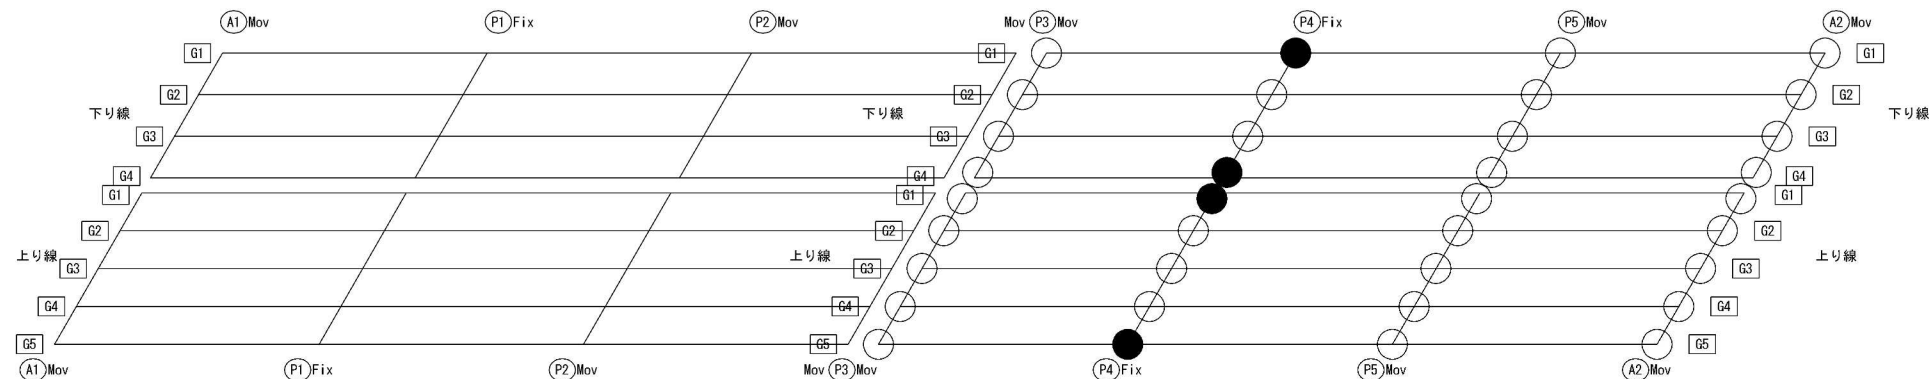 A1 Mov P1 Fix P2 Mov Mov P3 Mov P4 Fix P5 Mov A2 Mov
G1 G1 G1
G2 G2 G2
下り線 下り線 下り線
G3 G3 G3
G4 G4 G4
G1 G1 G1
G2 G2 G2
上り線 上り線 上り線
G3 G3 G3
G4 G4 G4
G5 G5 G5
A1 Mov P1 Fix P2 Mov Mov P3 Mov P4 Fix P5 Mov A2 Mov